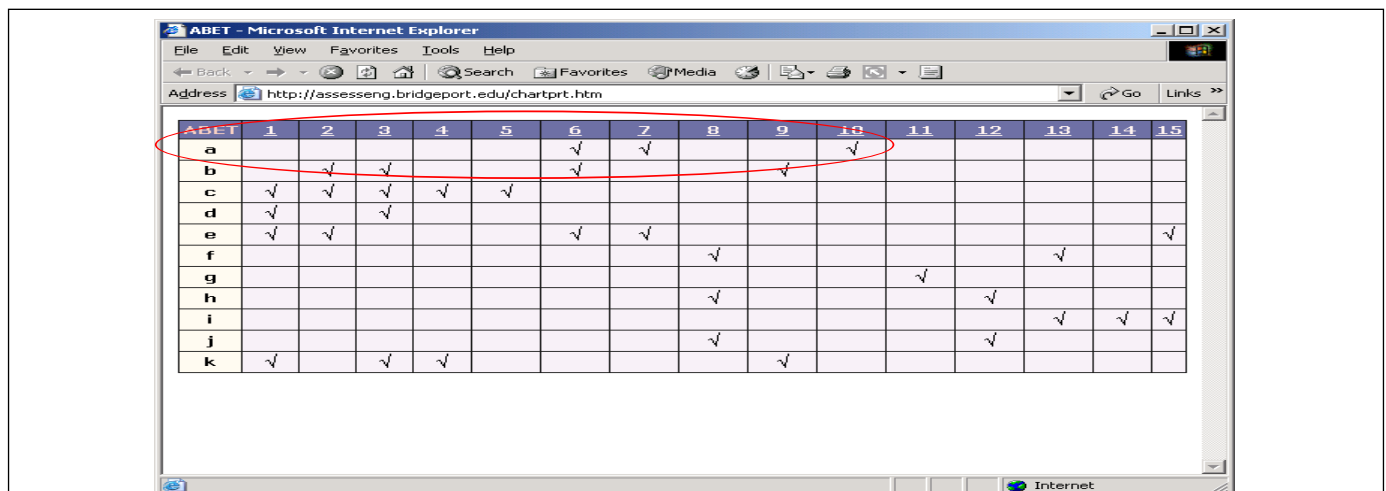 ABET - Microsoft Internet Explorer
File Edit View Favorites Tools Help
Back Search Favorites Media
Address http://assesseng.bridgeport.edu/chartprt.htm Go Links »
ABET 1 2 3 4 5 6 7 8 9 10 11 12 13 14 15
a √ √ √
b √ √ √ √
c √ √ √ √ √
d √ √
e √ √ √ √ √
f √ √
g √
h √ √
i √ √ √
j √ √
k √ √ √ √
Internet